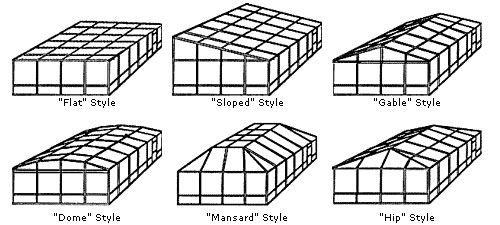 "Flat" Style
"Sloped" Style
"Gable" Style
"Dome" Style
"Mansard" Style
"Hip" Style